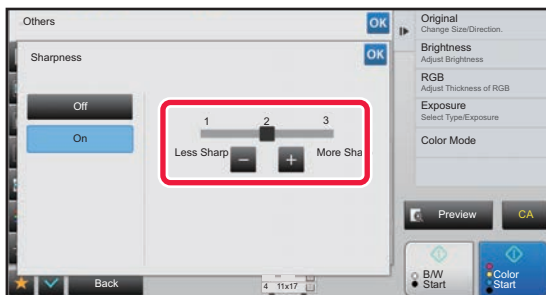 Others
OK
Sharpness
OK
Off
On
1 2 3
Less Sharp
More Sha
Back
4 11x17
Original
Change Size/Direction.
Brightness
Adjust Brightness
RGB
Adjust Thickness of RGB
Exposure
Select Type/Exposure
Color Mode
Preview
CA
B/W
Start
Color
Start